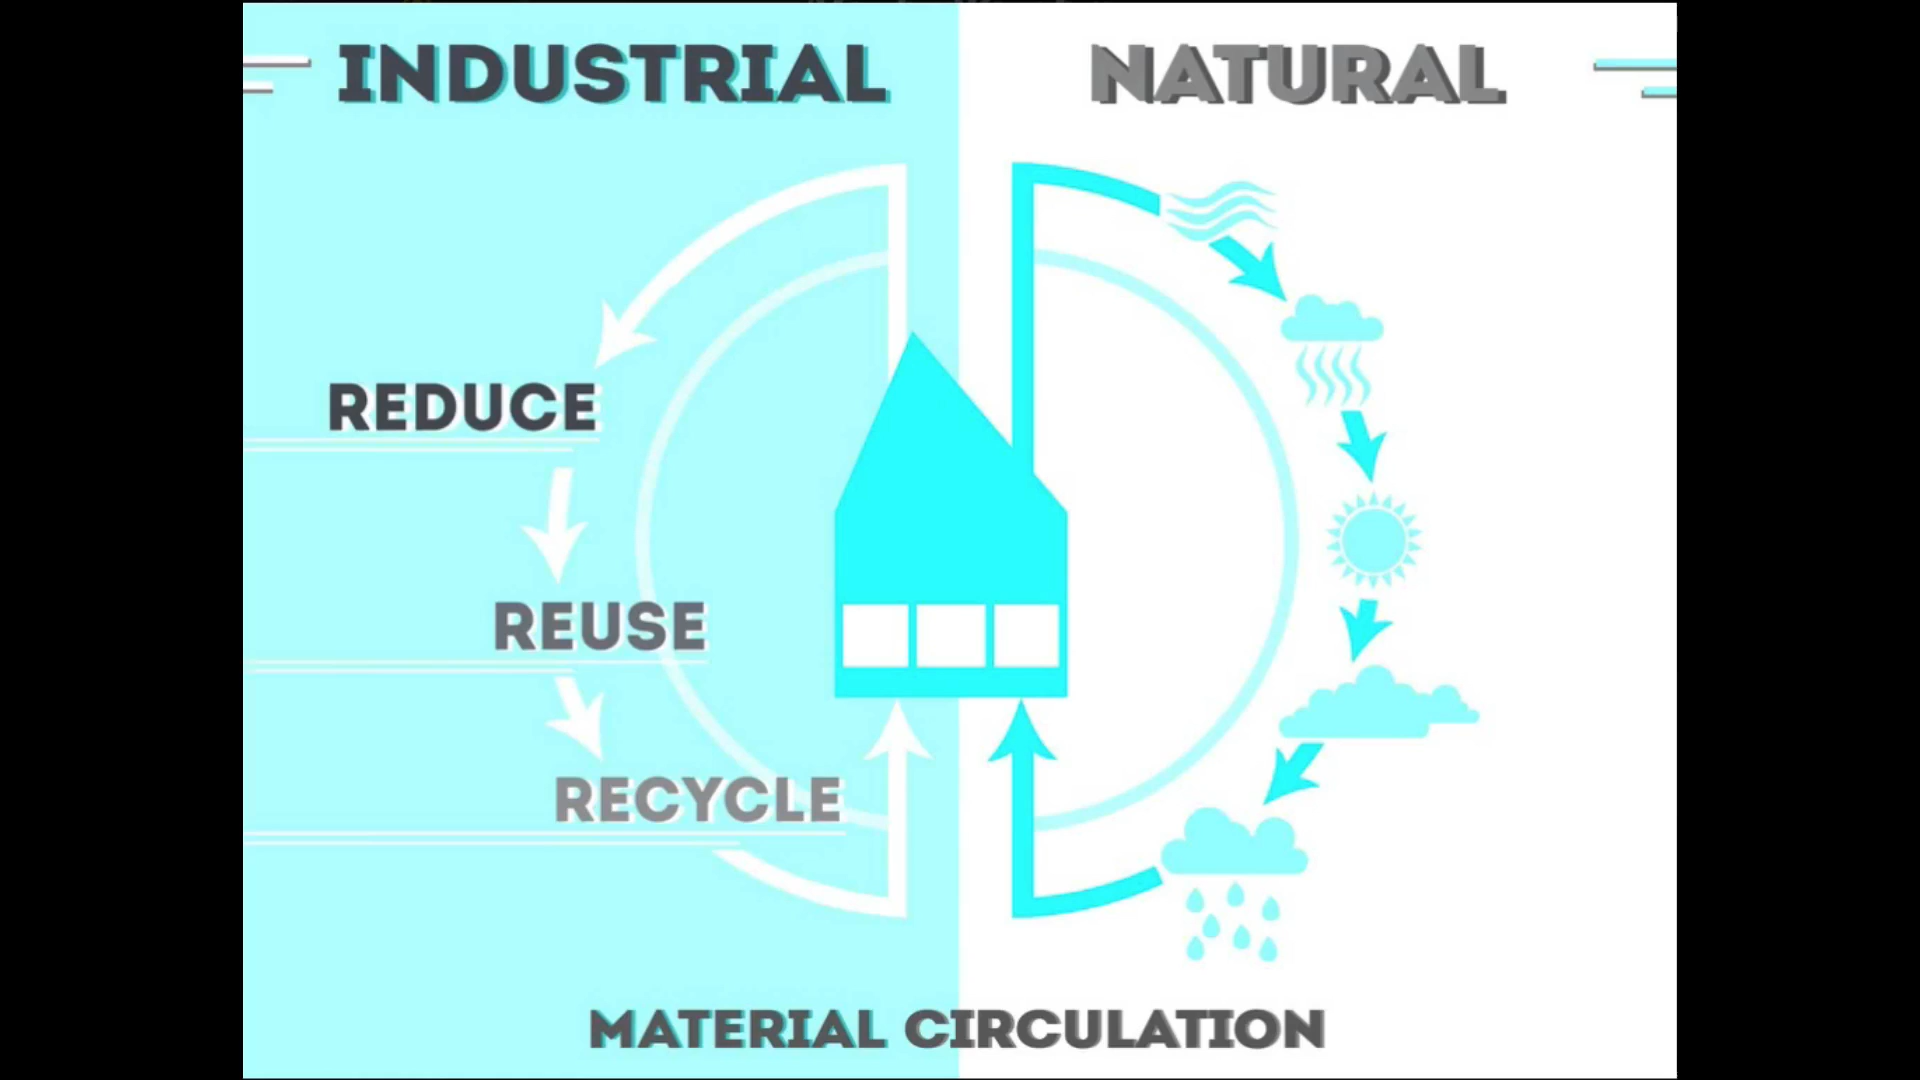 INDUSTRIAL
NATURAL
REDUCE
REUSE
RECYCLE
MATERIAL CIRCULATION